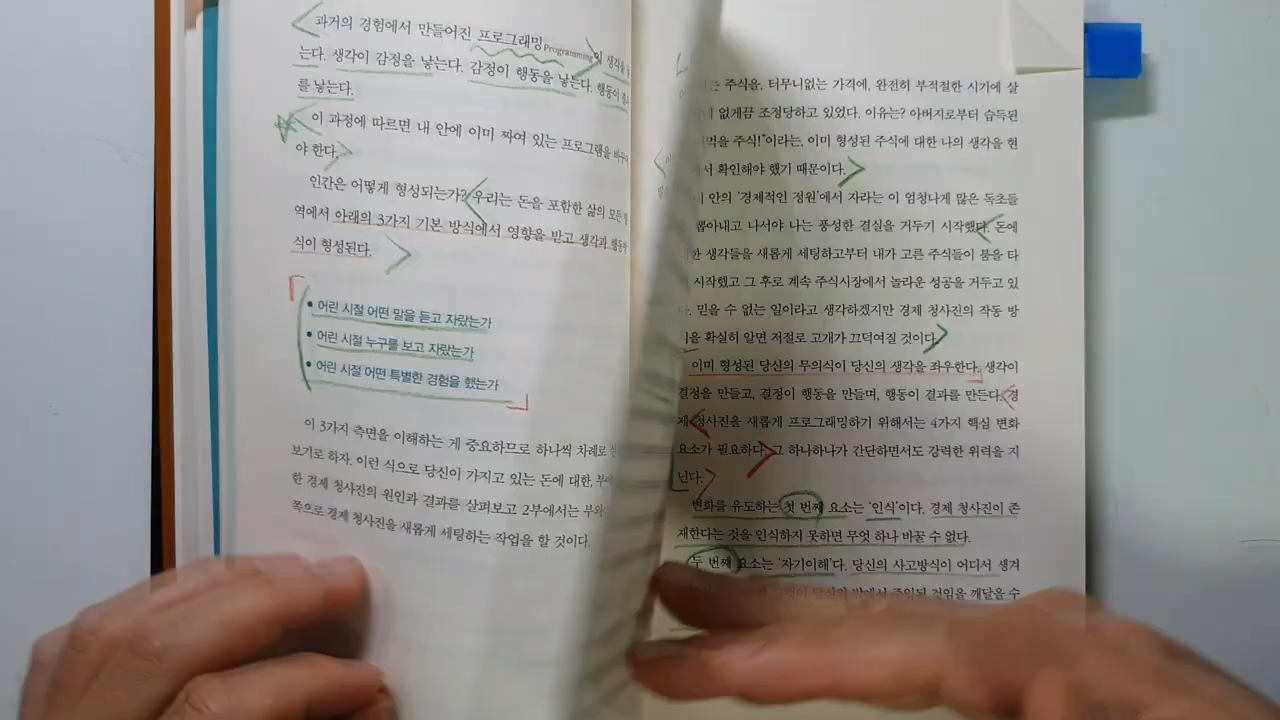 과거의 경험에서 만들어진 프로그래밍Programming이 생각을
는다. 생각이 감정을 낳는다. 감정이 행동을 낳는다. 행동이
를 낳는다.
이 과정에 따르면 내 안에 이미 짜여 있는 프로그램을
야 한다.
인간은 어떻게 형성되는가? 우리는 돈을 포함한 삶의 모든
역에서 아래의 3가지 기본 방식에서 영향을 받고 생각과
식이 형성된다.
• 어린 시절 어떤 말을 듣고 자랐는가
• 어린 시절 누구를 보고 자랐는가
• 어린 시절 어떤 특별한 경험을 했는가
이 3가지 측면을 이해하는 게 중요하므로 하나씩 차례로
보기로 하자. 이런 식으로 당신이 가지고 있는 돈에 대한,
한 경제 청사진의 원인과 결과를 살펴보고 2부에서는
쪽으로 경제 청사진을 새롭게 세팅하는 작업을 할 것이다.
는 주식을, 터무니없는 가격에, 완전히 부적절한 시기에 살
없게끔 조정당하고 있었다. 이유는? 아버지로부터 습득된
주식!"이라는, 이미 형성된 주식에 대한 나의 생각을 현
서 확인해야 했기 때문이다.
안의 '경제적인 정원'에서 자라는 이 엄청나게 많은 독초들
뽑아내고 나서야 나는 풍성한 결실을 거두기 시작했다. 돈에
한 생각들을 새롭게 세팅하고부터 내가 고른 주식들이 붐을 타
시작했고 그 후로 계속 주식시장에서 놀라운 성공을 거두고 있
다. 믿을 수 없는 일이라고 생각하겠지만 경제 청사진의 작동 방
을 확실히 알면 저절로 고개가 끄덕여질 것이다.
이미 형성된 당신의 무의식이 당신의 생각을 좌우한다. 생각이
결정을 만들고, 결정이 행동을 만들며, 행동이 결과를 만든다. 경
제 청사진을 새롭게 프로그래밍하기 위해서는 4가지 핵심 변화
요소가 필요하다. 그 하나하나가 간단하면서도 강력한 위력을 지
닌다.
변화를 유도하는 첫 번째 요소는 '인식'이다. 경제 청사진이 존
재한다는 것을 인식하지 못하면 무엇 하나 바꿀 수 없다.
두 번째 요소는 '자기이해'다. 당신의 사고방식이 어디서 생겨
당신의 밖에서 주입된 것임을 깨달을 수